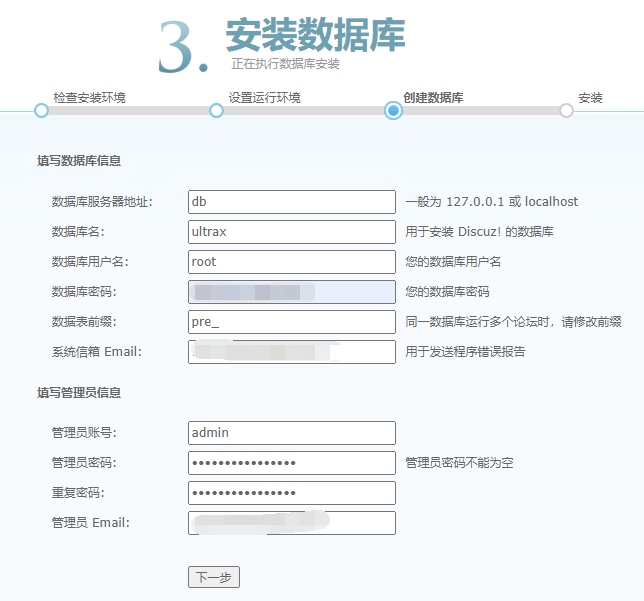 3. 安装数据库
正在执行数据库安装
检查安装环境 设置运行环境 创建数据库 安装
填写数据库信息
数据库服务器地址: db 一般为 127.0.0.1 或 localhost
数据库名: ultrax 用于安装 Discuz! 的数据库
数据库用户名: root 您的数据库用户名
数据库密码: 您的数据库密码
数据表前缀: pre_ 同一数据库运行多个论坛时，请修改前缀
系统信箱 Email: 用于发送程序错误报告
填写管理员信息
管理员账号: admin
管理员密码: •••••••••••••••• 管理员密码不能为空
重复密码: ••••••••••••••••
管理员 Email:
下一步